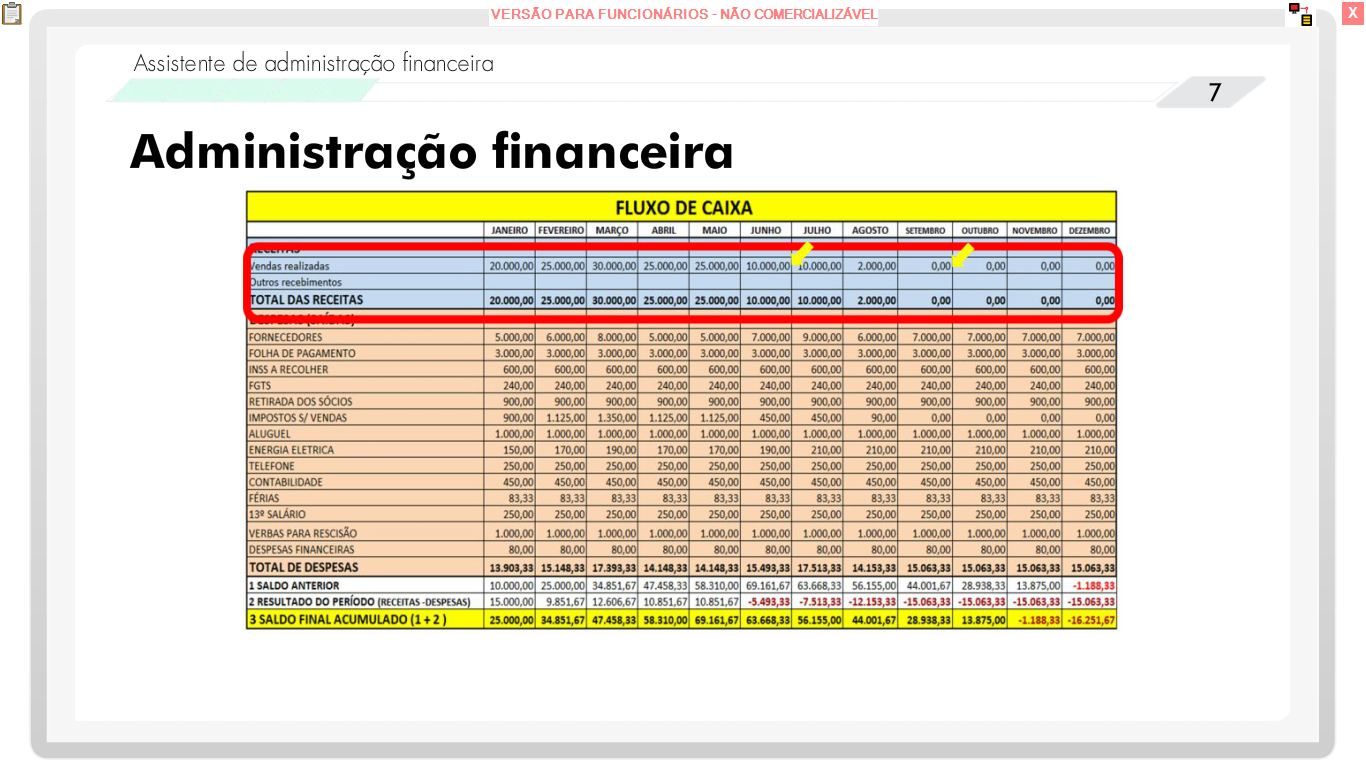 VERSÃO PARA FUNCIONÁRIOS - NÃO COMERCIALIZÁVEL
X
Assistente de administração financeira
7
Administração financeira
FLUXO DE CAIXA
JANEIRO FEVEREIRO MARÇO ABRIL MAIO JUNHO JULHO AGOSTO SETEMBRO OUTUBRO NOVEMBRO DEZEMBRO
RECEITAS
Vendas realizadas 20.000,00 25.000,00 30.000,00 25.000,00 25.000,00 10.000,00 10.000,00 2.000,00 0,00 0,00 0,00 0,00
Outros recebimentos
TOTAL DAS RECEITAS 20.000,00 25.000,00 30.000,00 25.000,00 25.000,00 10.000,00 10.000,00 2.000,00 0,00 0,00 0,00 0,00
DESPESAS (SAÍDAS)
FORNECEDORES 5.000,00 6.000,00 8.000,00 5.000,00 5.000,00 7.000,00 9.000,00 6.000,00 7.000,00 7.000,00 7.000,00 7.000,00
FOLHA DE PAGAMENTO 3.000,00 3.000,00 3.000,00 3.000,00 3.000,00 3.000,00 3.000,00 3.000,00 3.000,00 3.000,00 3.000,00 3.000,00
INSS A RECOLHER 600,00 600,00 600,00 600,00 600,00 600,00 600,00 600,00 600,00 600,00 600,00 600,00
FGTS 240,00 240,00 240,00 240,00 240,00 240,00 240,00 240,00 240,00 240,00 240,00 240,00
RETIRADA DOS SÓCIOS 900,00 900,00 900,00 900,00 900,00 900,00 900,00 900,00 900,00 900,00 900,00 900,00
IMPOSTOS S/ VENDAS 900,00 1.125,00 1.350,00 1.125,00 1.125,00 450,00 450,00 90,00 0,00 0,00 0,00 0,00
ALUGUEL 1.000,00 1.000,00 1.000,00 1.000,00 1.000,00 1.000,00 1.000,00 1.000,00 1.000,00 1.000,00 1.000,00 1.000,00
ENERGIA ELETRICA 150,00 170,00 190,00 170,00 170,00 190,00 210,00 210,00 210,00 210,00 210,00 210,00
TELEFONE 250,00 250,00 250,00 250,00 250,00 250,00 250,00 250,00 250,00 250,00 250,00 250,00
CONTABILIDADE 450,00 450,00 450,00 450,00 450,00 450,00 450,00 450,00 450,00 450,00 450,00 450,00
FÉRIAS 83,33 83,33 83,33 83,33 83,33 83,33 83,33 83,33 83,33 83,33 83,33 83,33
13º SALÁRIO 250,00 250,00 250,00 250,00 250,00 250,00 250,00 250,00 250,00 250,00 250,00 250,00
VERBAS PARA RESCISÃO 1.000,00 1.000,00 1.000,00 1.000,00 1.000,00 1.000,00 1.000,00 1.000,00 1.000,00 1.000,00 1.000,00 1.000,00
DESPESAS FINANCEIRAS 80,00 80,00 80,00 80,00 80,00 80,00 80,00 80,00 80,00 80,00 80,00 80,00
TOTAL DE DESPESAS 13.903,33 15.148,33 17.393,33 14.148,33 14.148,33 15.493,33 17.513,33 14.153,33 15.063,33 15.063,33 15.063,33 15.063,33
1 SALDO ANTERIOR 10.000,00 25.000,00 34.851,67 47.458,33 58.310,00 69.161,67 63.668,33 56.155,00 44.001,67 28.938,33 13.875,00 -1.188,33
2 RESULTADO DO PERÍODO (RECEITAS -DESPESAS) 15.000,00 9.851,67 12.606,67 10.851,67 10.851,67 -5.493,33 -7.513,33 -12.153,33 -15.063,33 -15.063,33 -15.063,33 -15.063,33
3 SALDO FINAL ACUMULADO (1 + 2 ) 25.000,00 34.851,67 47.458,33 58.310,00 69.161,67 63.668,33 56.155,00 44.001,67 28.938,33 13.875,00 -1.188,33 -16.251,67